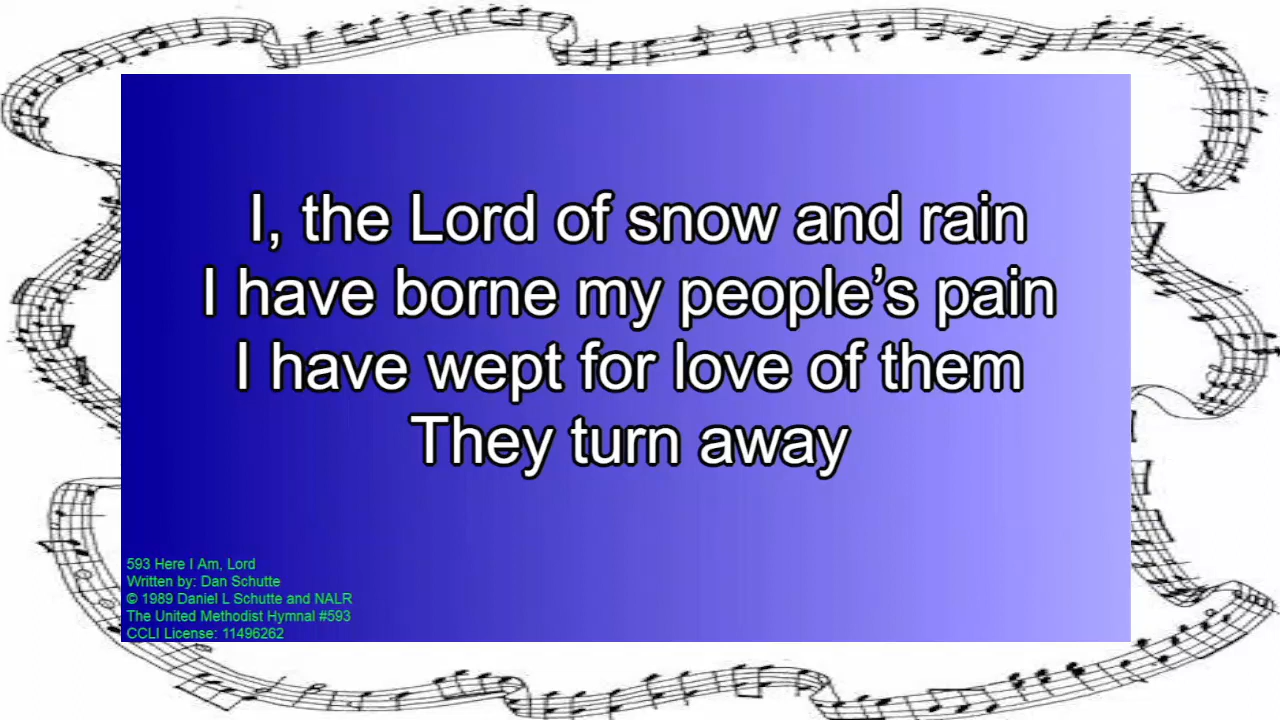 I, the Lord of snow and rain
I have borne my people’s pain
I have wept for love of them
They turn away
593 Here I Am, Lord
Written by: Dan Schutte
© 1989 Daniel L Schutte and NALR
The United Methodist Hymnal #593
CCLI License: 11496262